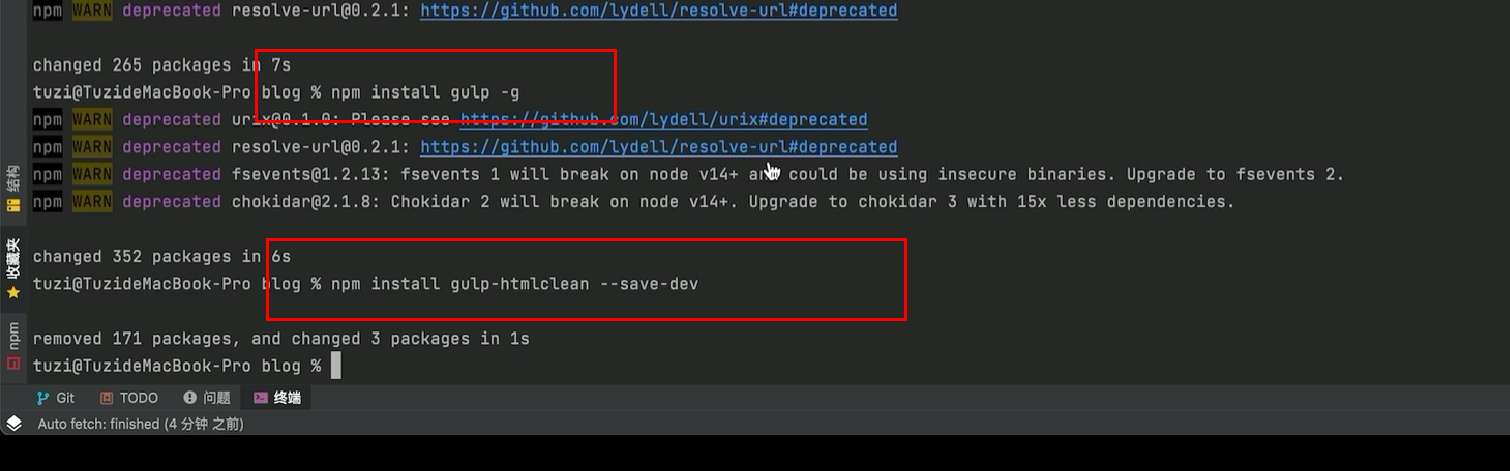 npm WARN deprecated resolve-url@0.2.1: https://github.com/lydell/resolve-url#deprecated
changed 265 packages in 7s
tuzi@TuzideMacBook-Pro blog % npm install gulp -g
npm WARN deprecated urix@0.1.0: Please see https://github.com/lydell/urix#deprecated
npm WARN deprecated resolve-url@0.2.1: https://github.com/lydell/resolve-url#deprecated
npm WARN deprecated fsevents@1.2.13: fsevents 1 will break on node v14+ and could be using insecure binaries. Upgrade to fsevents 2.
npm WARN deprecated chokidar@2.1.8: Chokidar 2 will break on node v14+. Upgrade to chokidar 3 with 15x less dependencies.
changed 352 packages in 6s
tuzi@TuzideMacBook-Pro blog % npm install gulp-htmlclean --save-dev
removed 171 packages, and changed 3 packages in 1s
tuzi@TuzideMacBook-Pro blog %
结构
收藏夹
npm
Git TODO 问题 终端
Auto fetch: finished (4 分钟 之前)